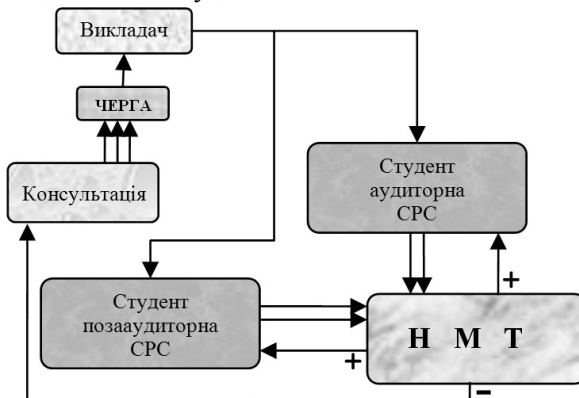 Викладач
ЧЕРГА
Консультація
Студент
аудиторна
СРС
Студент
позааудиторна
СРС
Н М Т
+
+
−